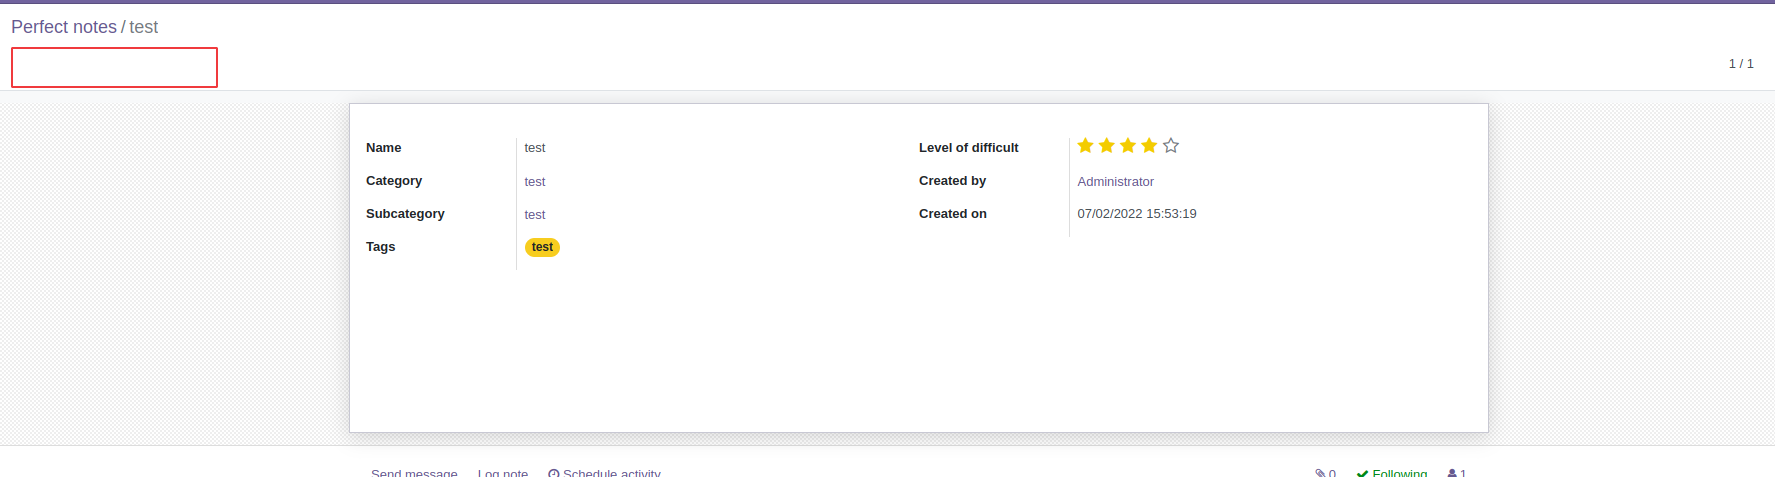 Perfect notes / test
1 / 1
Name test
Level of difficult
Category test
Created by Administrator
Subcategory test
Created on 07/02/2022 15:53:19
Tags test
Send message Log note Schedule activity 0 Following 1